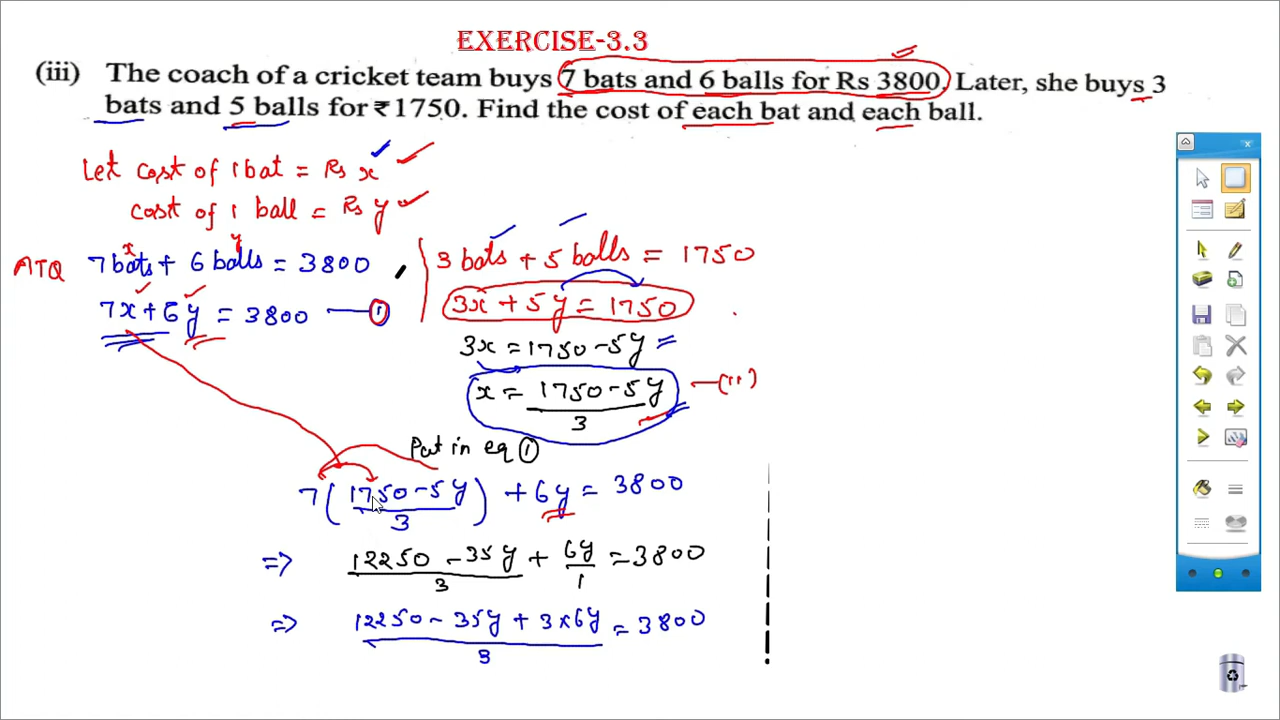 EXERCISE-3.3
(iii) The coach of a cricket team buys 7 bats and 6 balls for Rs 3800. Later, she buys 3
bats and 5 balls for ₹1750. Find the cost of each bat and each ball.
Let cost of 1 bat = Rs x
cost of 1 ball = Rs y
x y
ATQ 7 bats + 6 balls = 3800
7x + 6y = 3800 — (1)
3 bats + 5 balls = 1750
3x + 5y = 1750
3x = 1750 - 5y
x = (1750 - 5y)/3 — (ii)
Put in eq (1)
7((1750 - 5y)/3) + 6y = 3800
=> (12250 - 35y)/3 + 6y/1 = 3800
=> (12250 - 35y + 3×6y)/3 = 3800